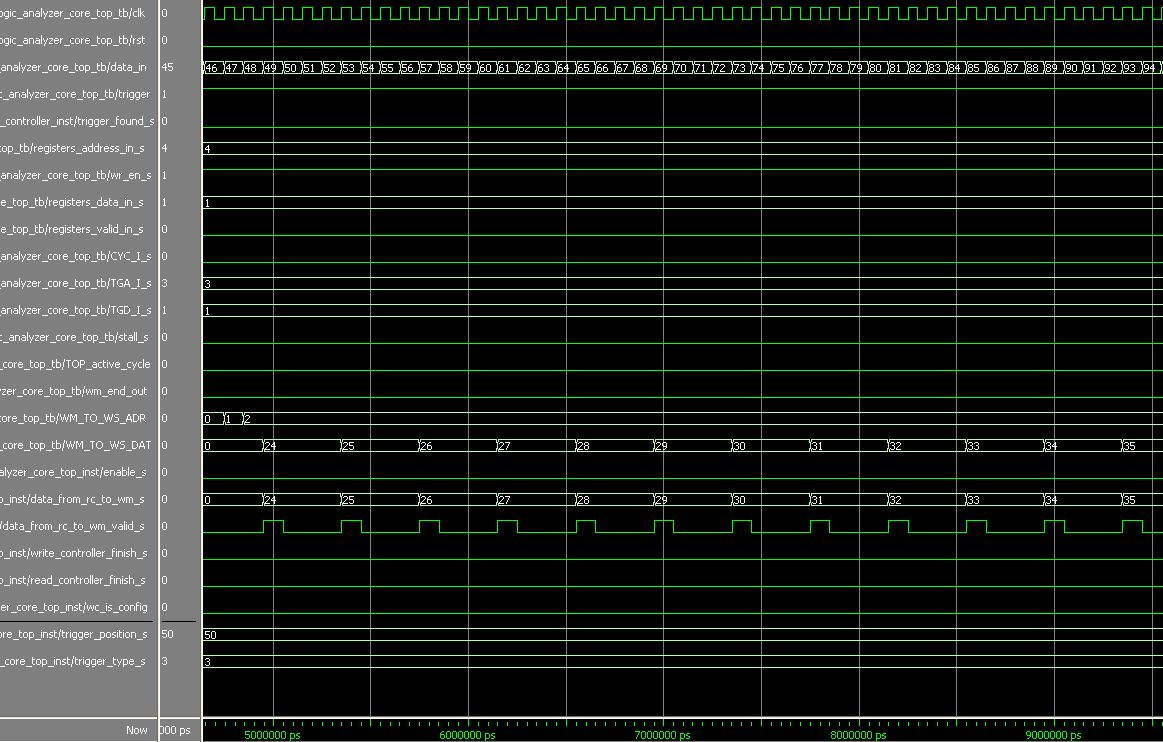 ogic_analyzer_core_top_tb/clk 0
ogic_analyzer_core_top_tb/rst 0
analyzer_core_top_tb/data_in 45 46 47 48 49 50 51 52 53 54 55 56 57 58 59 60 61 62 63 64 65 66 67 68 69 70 71 72 73 74 75 76 77 78 79 80 81 82 83 84 85 86 87 88 89 90 91 92 93 94
c_analyzer_core_top_tb/trigger 1
_controller_inst/trigger_found_s 0
top_tb/registers_address_in_s 4 4
analyzer_core_top_tb/wr_en_s 1
e_top_tb/registers_data_in_s 1 1
e_top_tb/registers_valid_in_s 0
analyzer_core_top_tb/CYC_I_s 0
analyzer_core_top_tb/TGA_I_s 3 3
analyzer_core_top_tb/TGD_I_s 1 1
c_analyzer_core_top_tb/stall_s 0
_core_top_tb/TOP_active_cycle 0
yzer_core_top_tb/wm_end_out 0
core_top_tb/WM_TO_WS_ADR 0 0 1 2
_core_top_tb/WM_TO_WS_DAT 0 0 24 25 26 27 28 29 30 31 32 33 34 35
alyzer_core_top_inst/enable_s 0
p_inst/data_from_rc_to_wm_s 0 0 24 25 26 27 28 29 30 31 32 33 34 35
/data_from_rc_to_wm_valid_s 0
o_inst/write_controller_finish_s 0
o_inst/read_controller_finish_s 0
er_core_top_inst/wc_is_config 0
ore_top_inst/trigger_position_s 50 50
_core_top_inst/trigger_type_s 3 3
Now 000 ps 5000000 ps 6000000 ps 7000000 ps 8000000 ps 9000000 ps